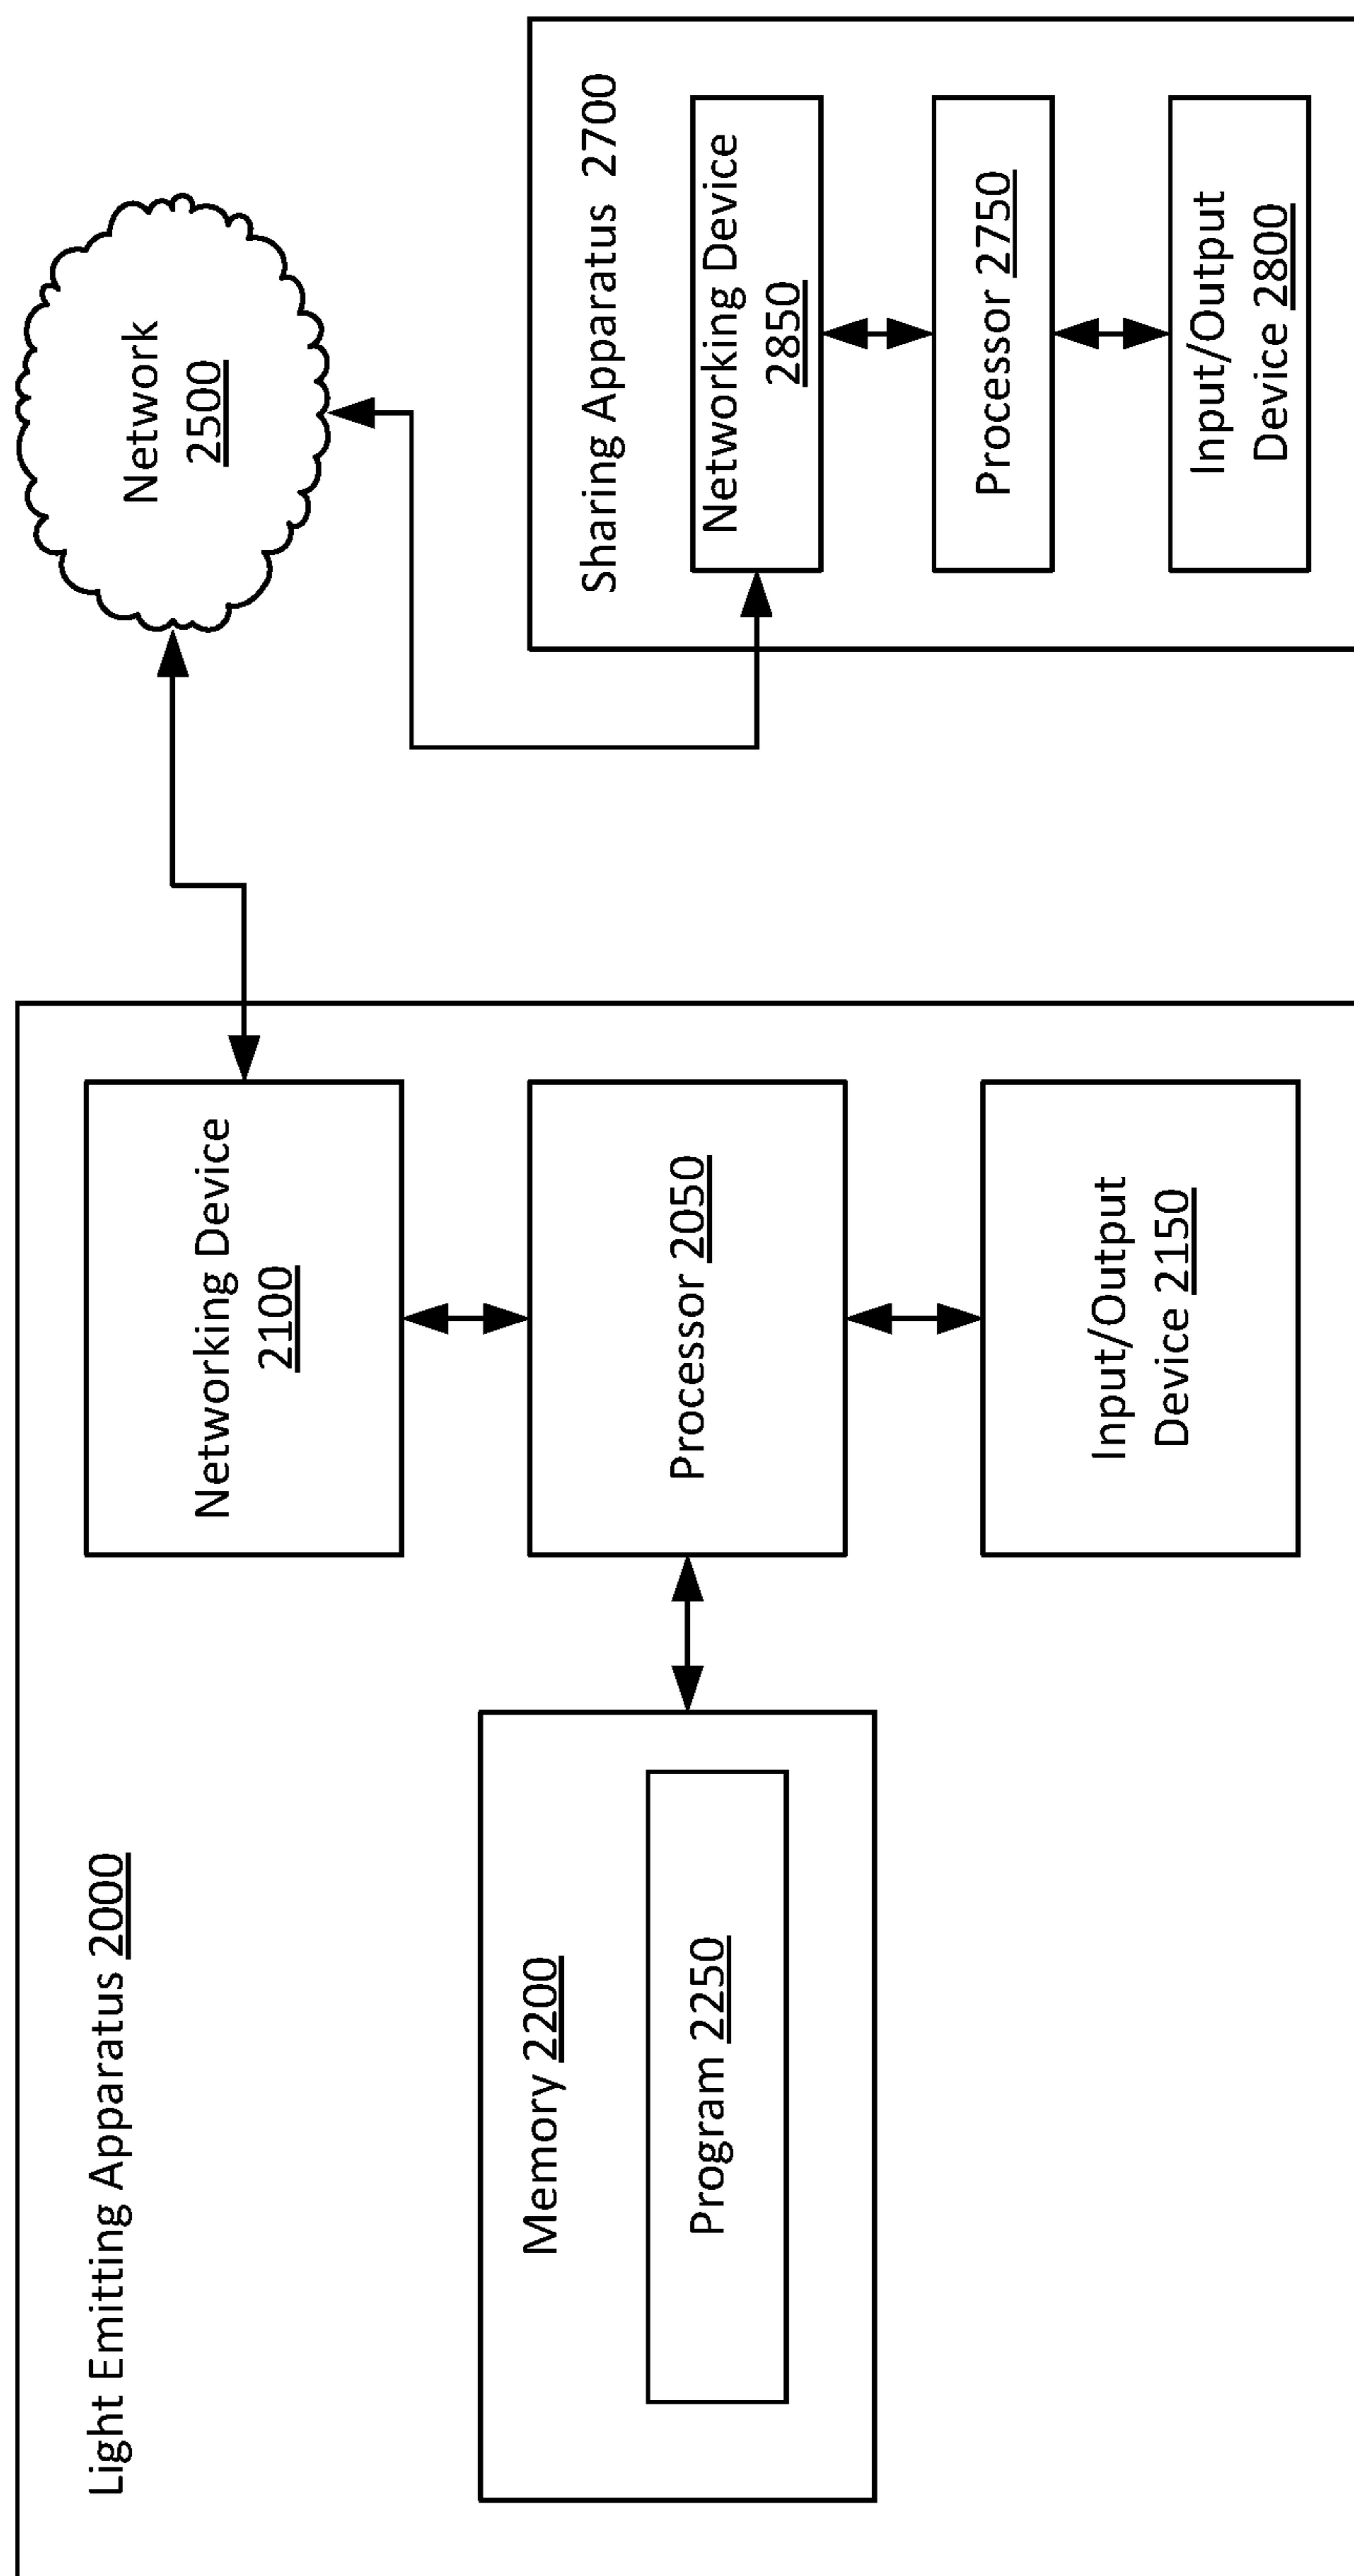 Light Emitting Apparatus 2000
Memory 2200
Program 2250
Networking Device
2100
Processor 2050
Input/Output
Device 2150
Network
2500
Sharing Apparatus 2700
Networking Device
2850
Processor 2750
Input/Output
Device 2800